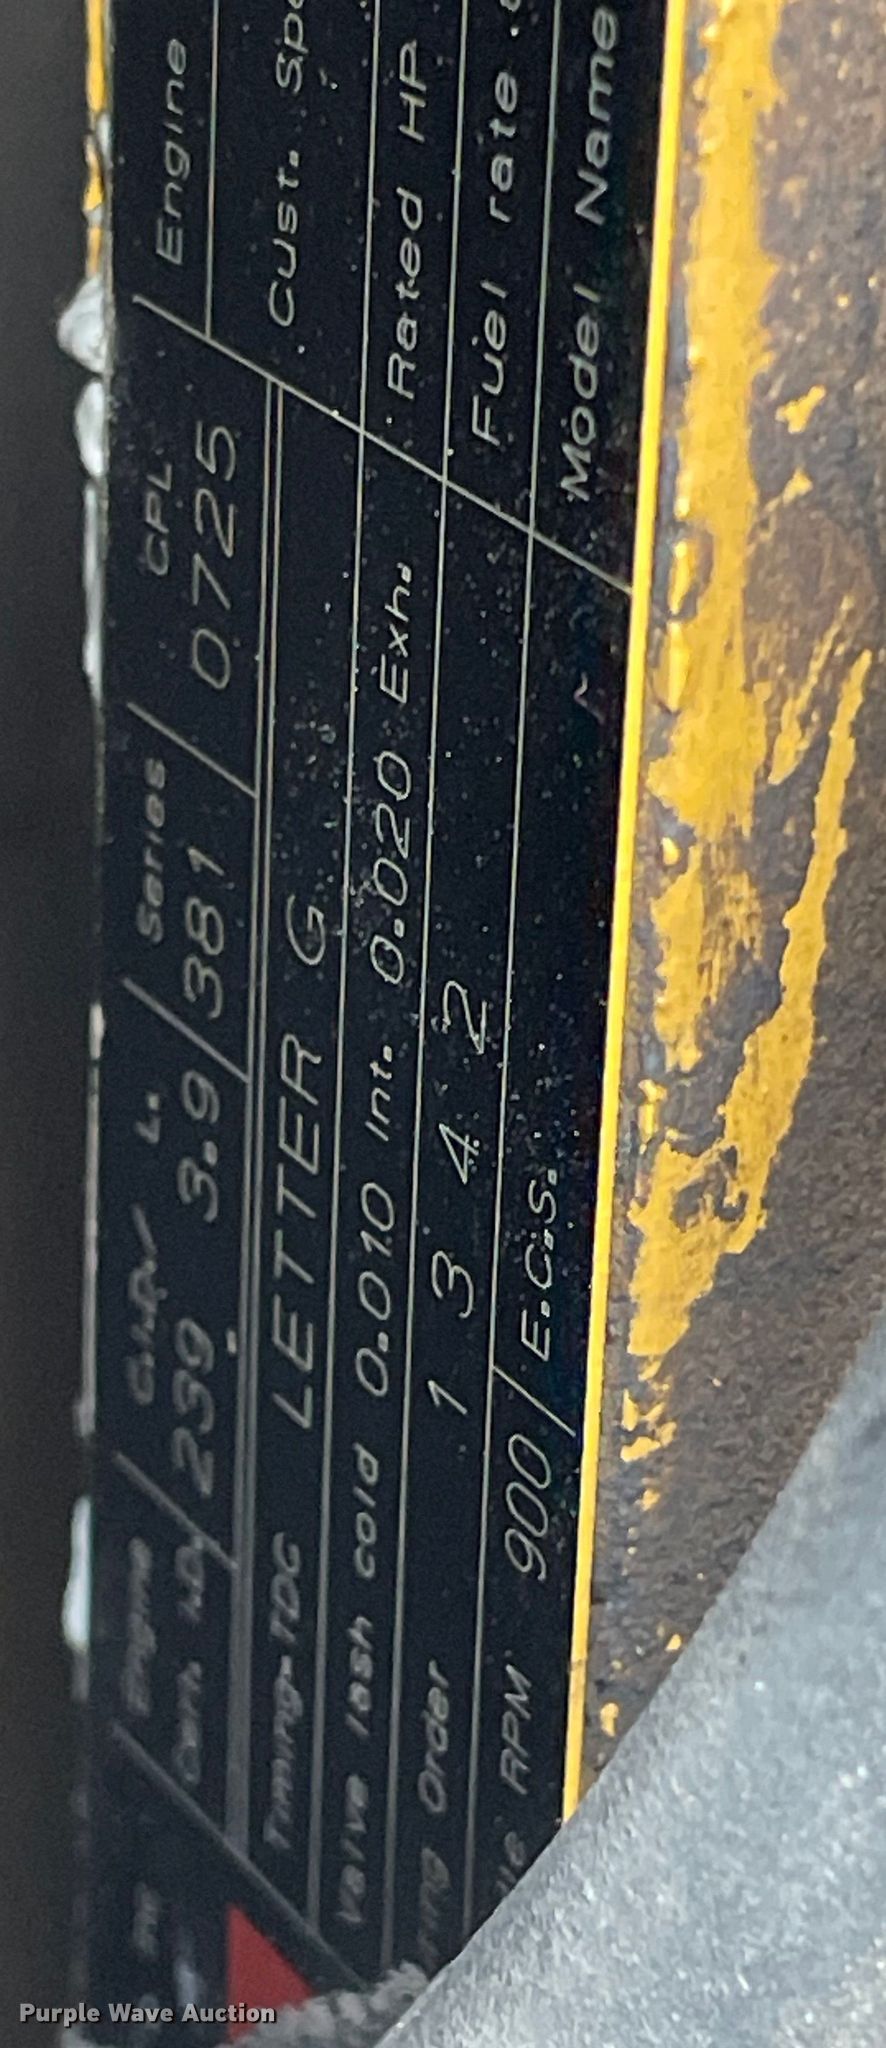 Engine
C.I.D./ L.
Series
CPL
Engine
239 3.9
381
0725
Timing-TDC LETTER G
Cust.
Valve lash cold 0.010 Int. 0.020 Exh.
Rated HP
Order 1 3 4 2
Fuel rate
RPM 900 E.C.S.
Model Name
Purple Wave Auction